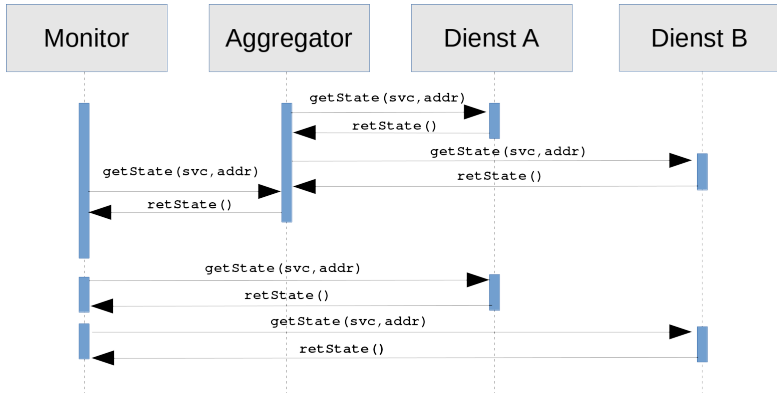 Monitor
Aggregator
Dienst A
Dienst B
getState(svc,addr)
retState()
getState(svc,addr)
getState(svc,addr)
retState()
retState()
getState(svc,addr)
retState()
getState(svc,addr)
retState()